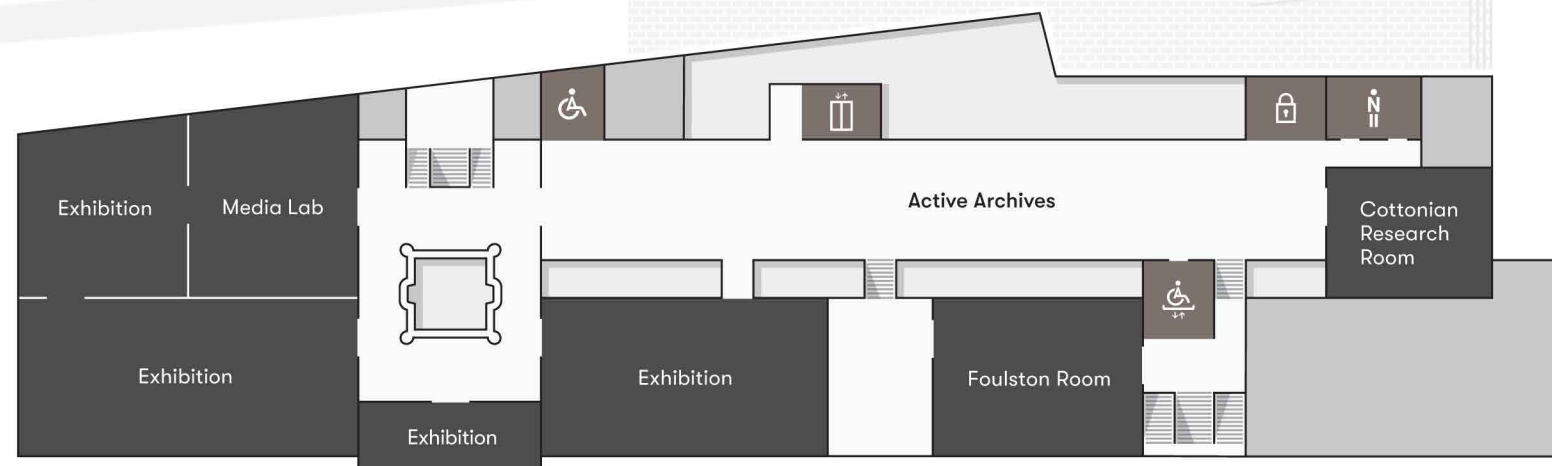 Active Archives
Exhibition
Media Lab
Cottonian
Research
Room
Exhibition
Exhibition
Foulston Room
Exhibition